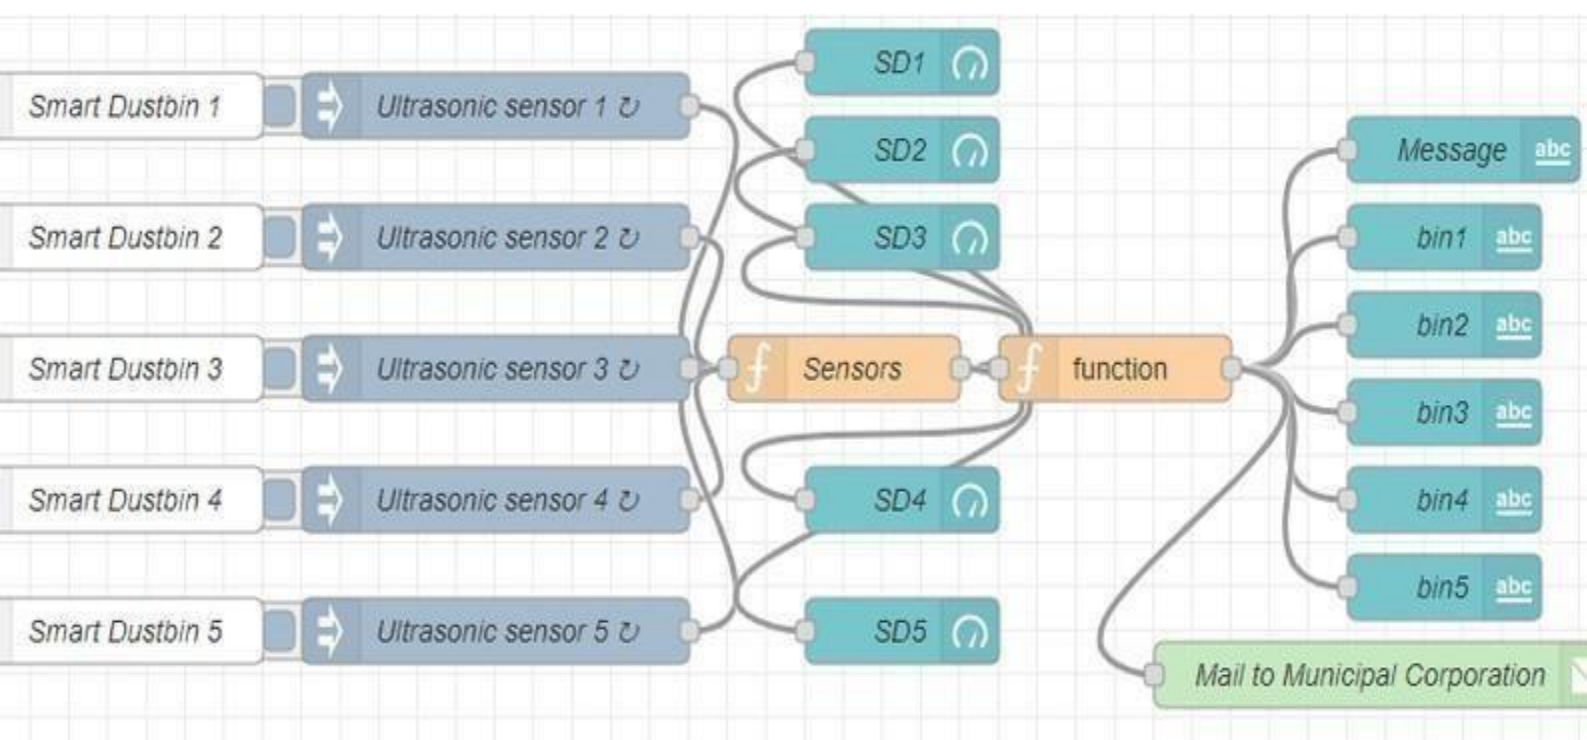 Smart Dustbin 1
Ultrasonic sensor 1 ↻
Smart Dustbin 2
Ultrasonic sensor 2 ↻
Smart Dustbin 3
Ultrasonic sensor 3 ↻
Smart Dustbin 4
Ultrasonic sensor 4 ↻
Smart Dustbin 5
Ultrasonic sensor 5 ↻
SD1
SD2
SD3
f Sensors
SD4
SD5
f function
Message abc
bin1 abc
bin2 abc
bin3 abc
bin4 abc
bin5 abc
Mail to Municipal Corporation